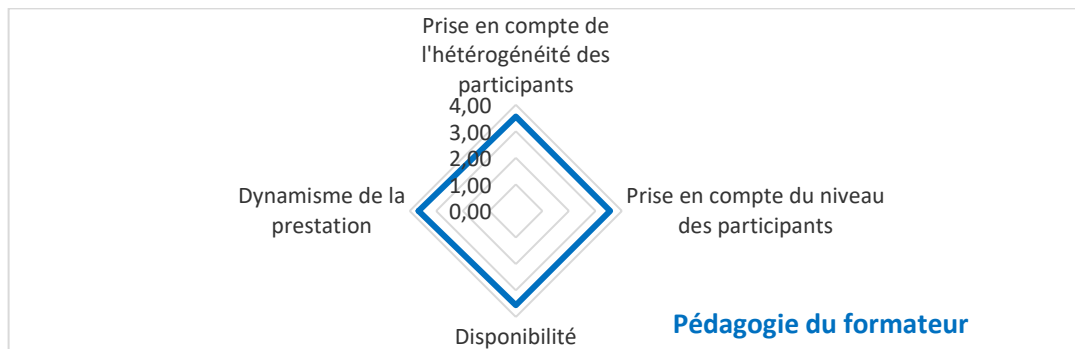 Prise en compte de
l'hétérogénéité des
participants
4,00
3,00
2,00
1,00
0,00
Dynamisme de la
prestation
Prise en compte du niveau
des participants
Disponibilité
Pédagogie du formateur